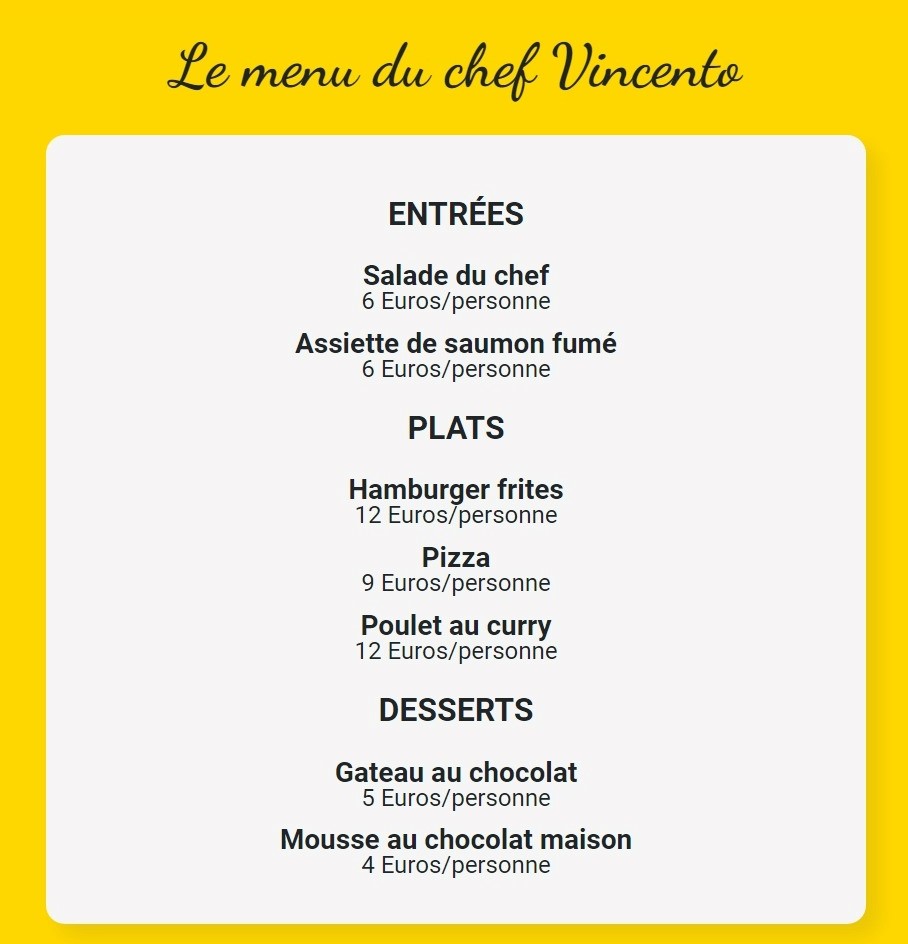 Le menu du chef Vincento
ENTRÉES
Salade du chef
6 Euros/personne
Assiette de saumon fumé
6 Euros/personne
PLATS
Hamburger frites
12 Euros/personne
Pizza
9 Euros/personne
Poulet au curry
12 Euros/personne
DESSERTS
Gateau au chocolat
5 Euros/personne
Mousse au chocolat maison
4 Euros/personne